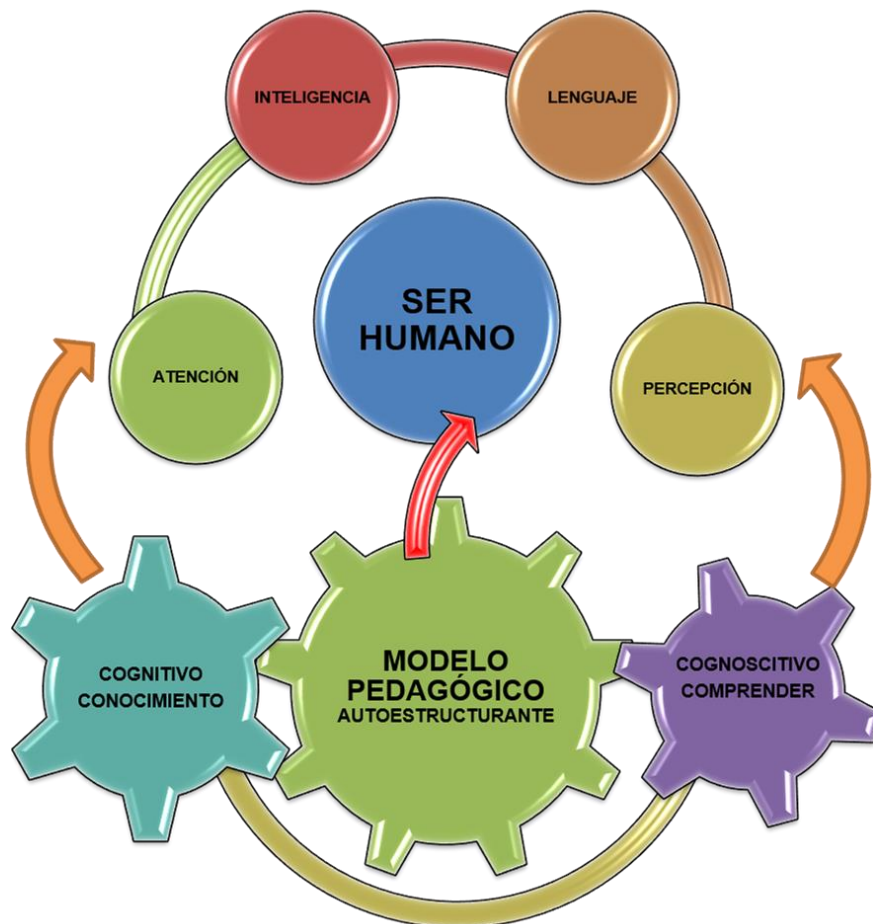 INTELIGENCIA
LENGUAJE
SER
HUMANO
ATENCIÓN
PERCEPCIÓN
COGNITIVO
CONOCIMIENTO
MODELO
PEDAGÓGICO
AUTOESTRUCTURANTE
COGNOSCITIVO
COMPRENDER